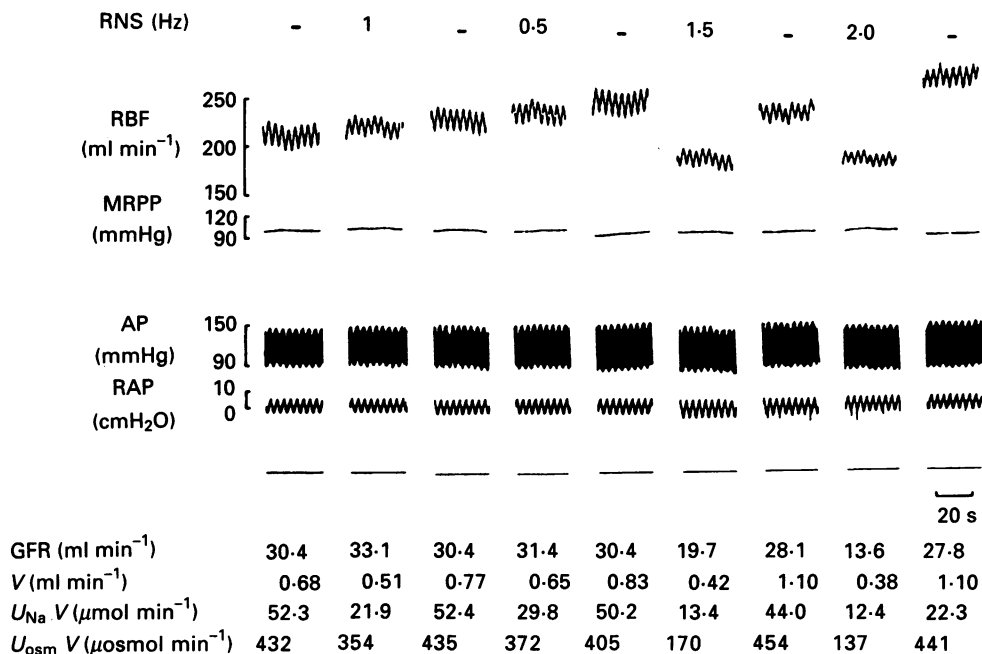 RNS (Hz) – 1 – 0·5 – 1·5 – 2·0 –
RBF
(ml min⁻¹)
250
200
150
MRPP
(mmHg)
120
90
AP
(mmHg)
150
90
RAP
(cmH₂O)
10
0
20 s
GFR (ml min⁻¹) 30·4 33·1 30·4 31·4 30·4 19·7 28·1 13·6 27·8
V (ml min⁻¹) 0·68 0·51 0·77 0·65 0·83 0·42 1·10 0·38 1·10
U_Na V (μmol min⁻¹) 52·3 21·9 52·4 29·8 50·2 13·4 44·0 12·4 22·3
U_osm V (μosmol min⁻¹) 432 354 435 372 405 170 454 137 441